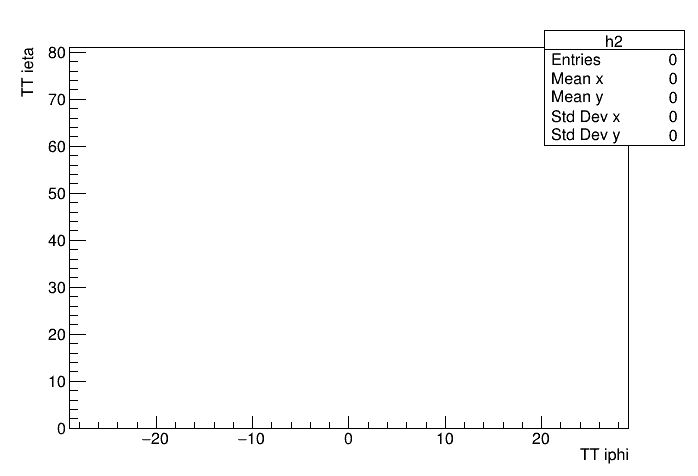 h2
Entries 0
Mean x 0
Mean y 0
Std Dev x 0
Std Dev y 0
TT ieta
80
70
60
50
40
30
20
10
0
−20 −10 0 10 20
TT iphi